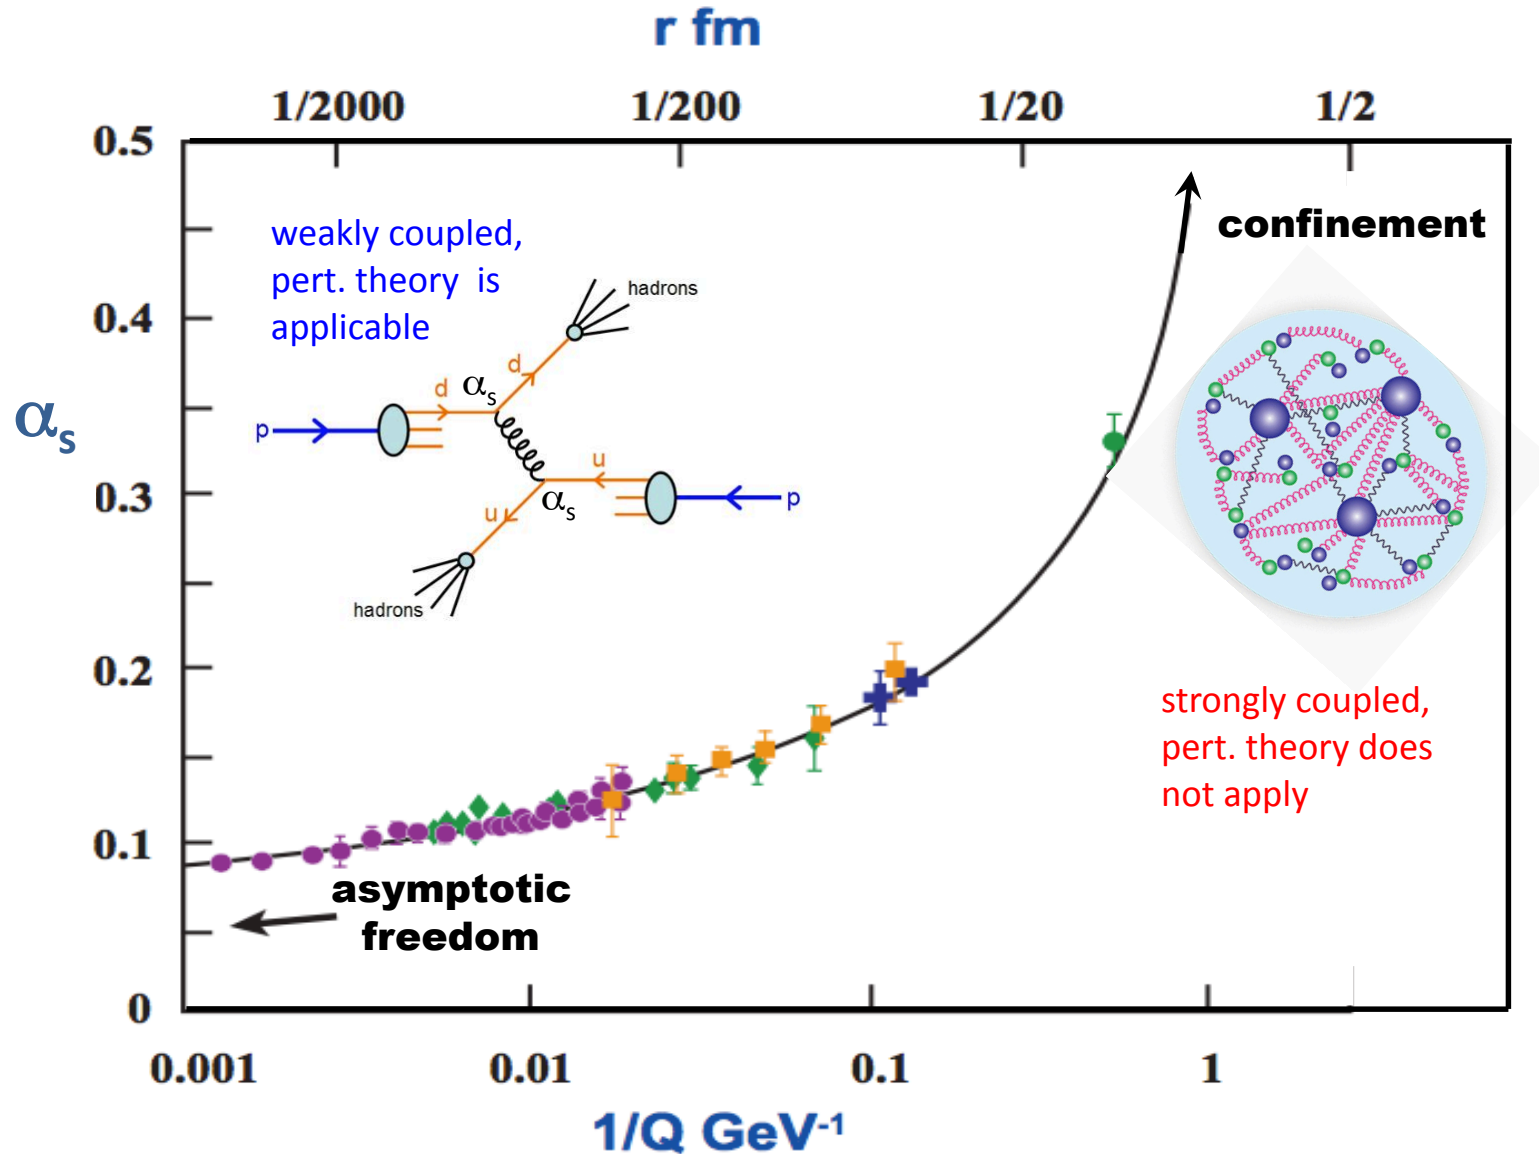 r fm
1/2000 1/200 1/20 1/2
0.5
0.4
0.3
0.2
0.1
0
αs
weakly coupled,
pert. theory is
applicable
hadrons
d
d
αs
p
u
αs
p
u
hadrons
confinement
strongly coupled,
pert. theory does
not apply
asymptotic
freedom
0.001 0.01 0.1 1
1/Q GeV⁻¹